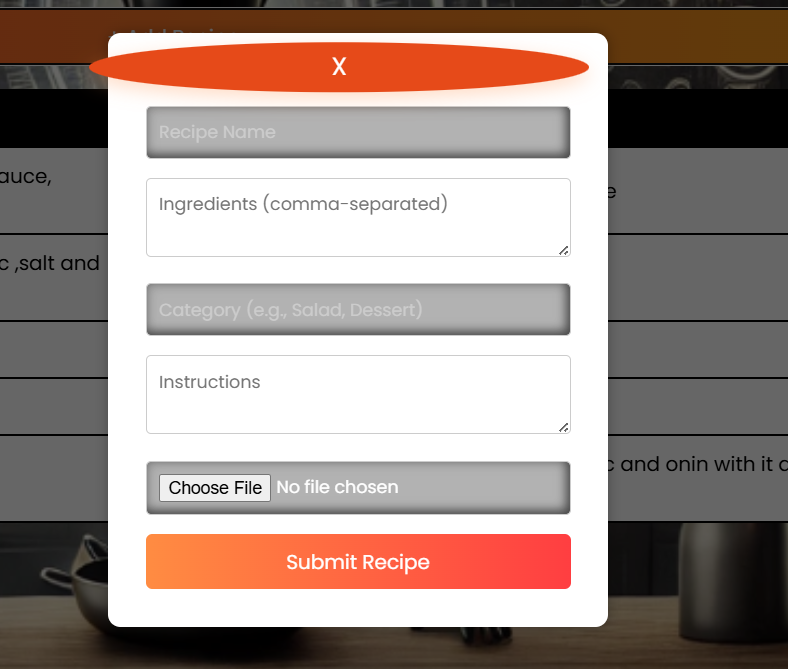 X
Recipe Name
auce,
e
Ingredients (comma-separated)
c ,salt and
Category (e.g., Salad, Dessert)
Instructions
c and onin with it
Choose File No file chosen
Submit Recipe